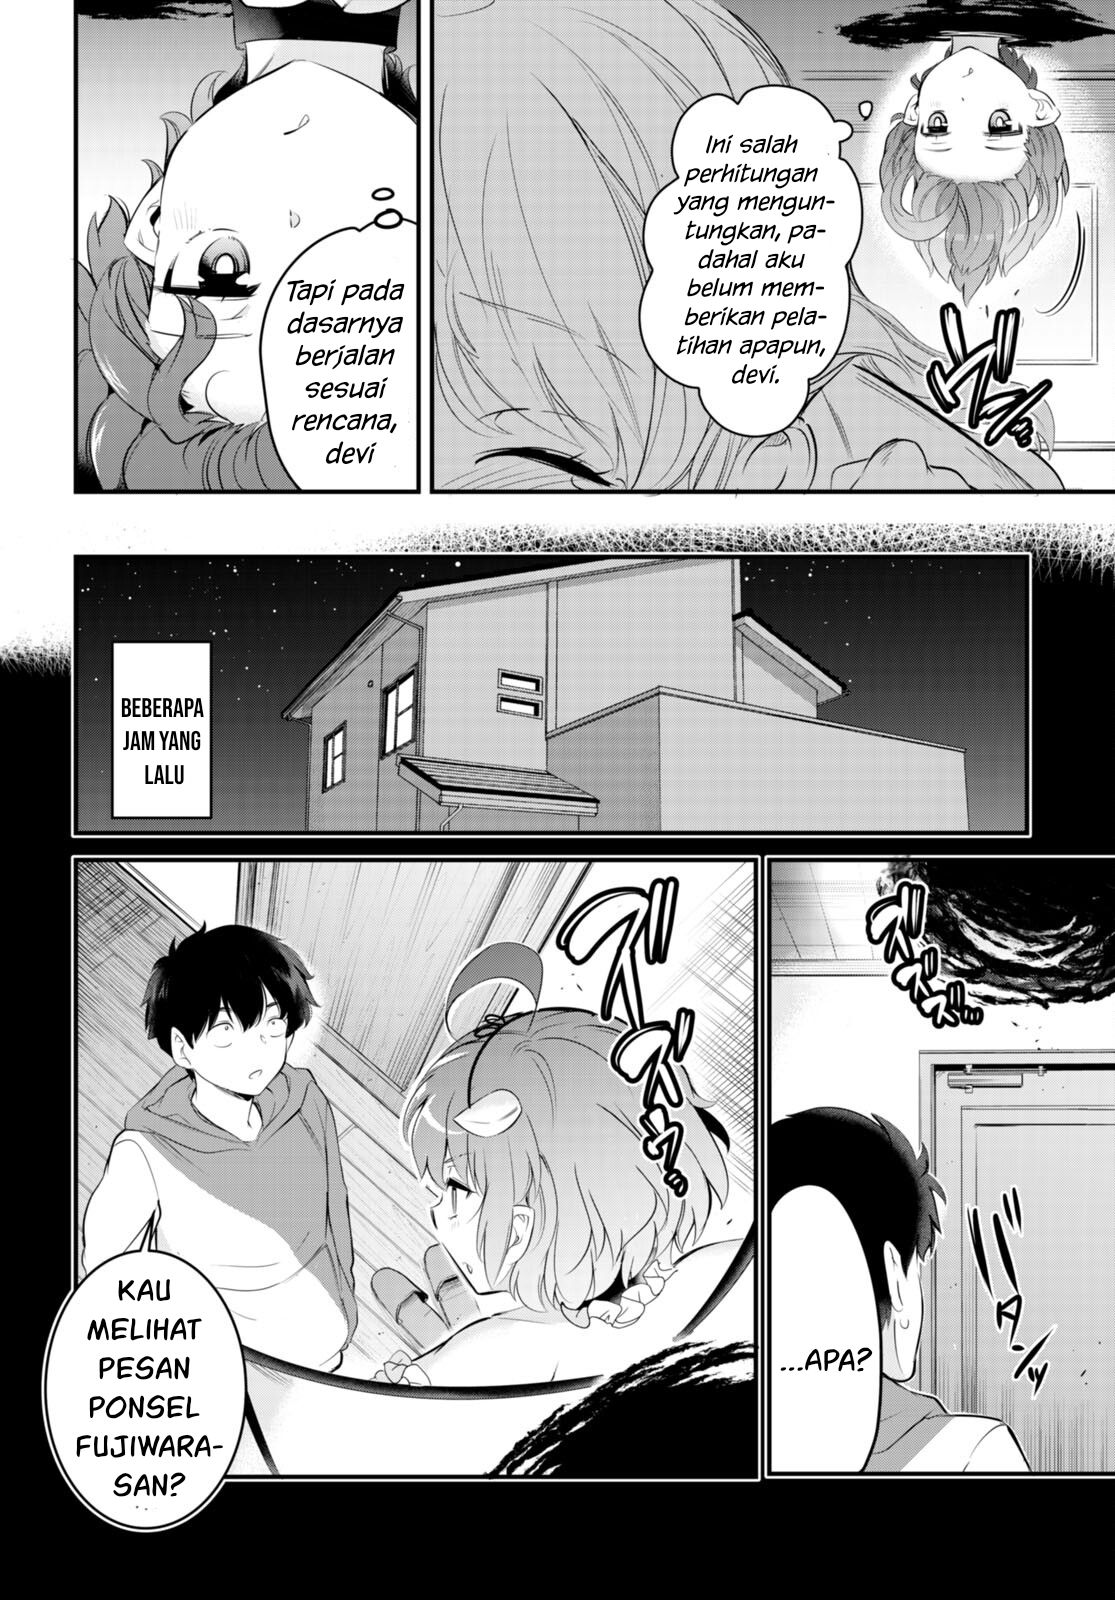 Ini salah
perhitungan
yang mengun-
tungkan, pa-
dahal aku
belum mem-
berikan pela-
tihan apapun,
devi.
Tapi pada
dasarnya
berjalan
sesuai
rencana,
devi
BEBERAPA
JAM YANG
LALU
...APA?
KAU
MELIHAT
PESAN
PONSEL
FUJIWARA-
SAN?